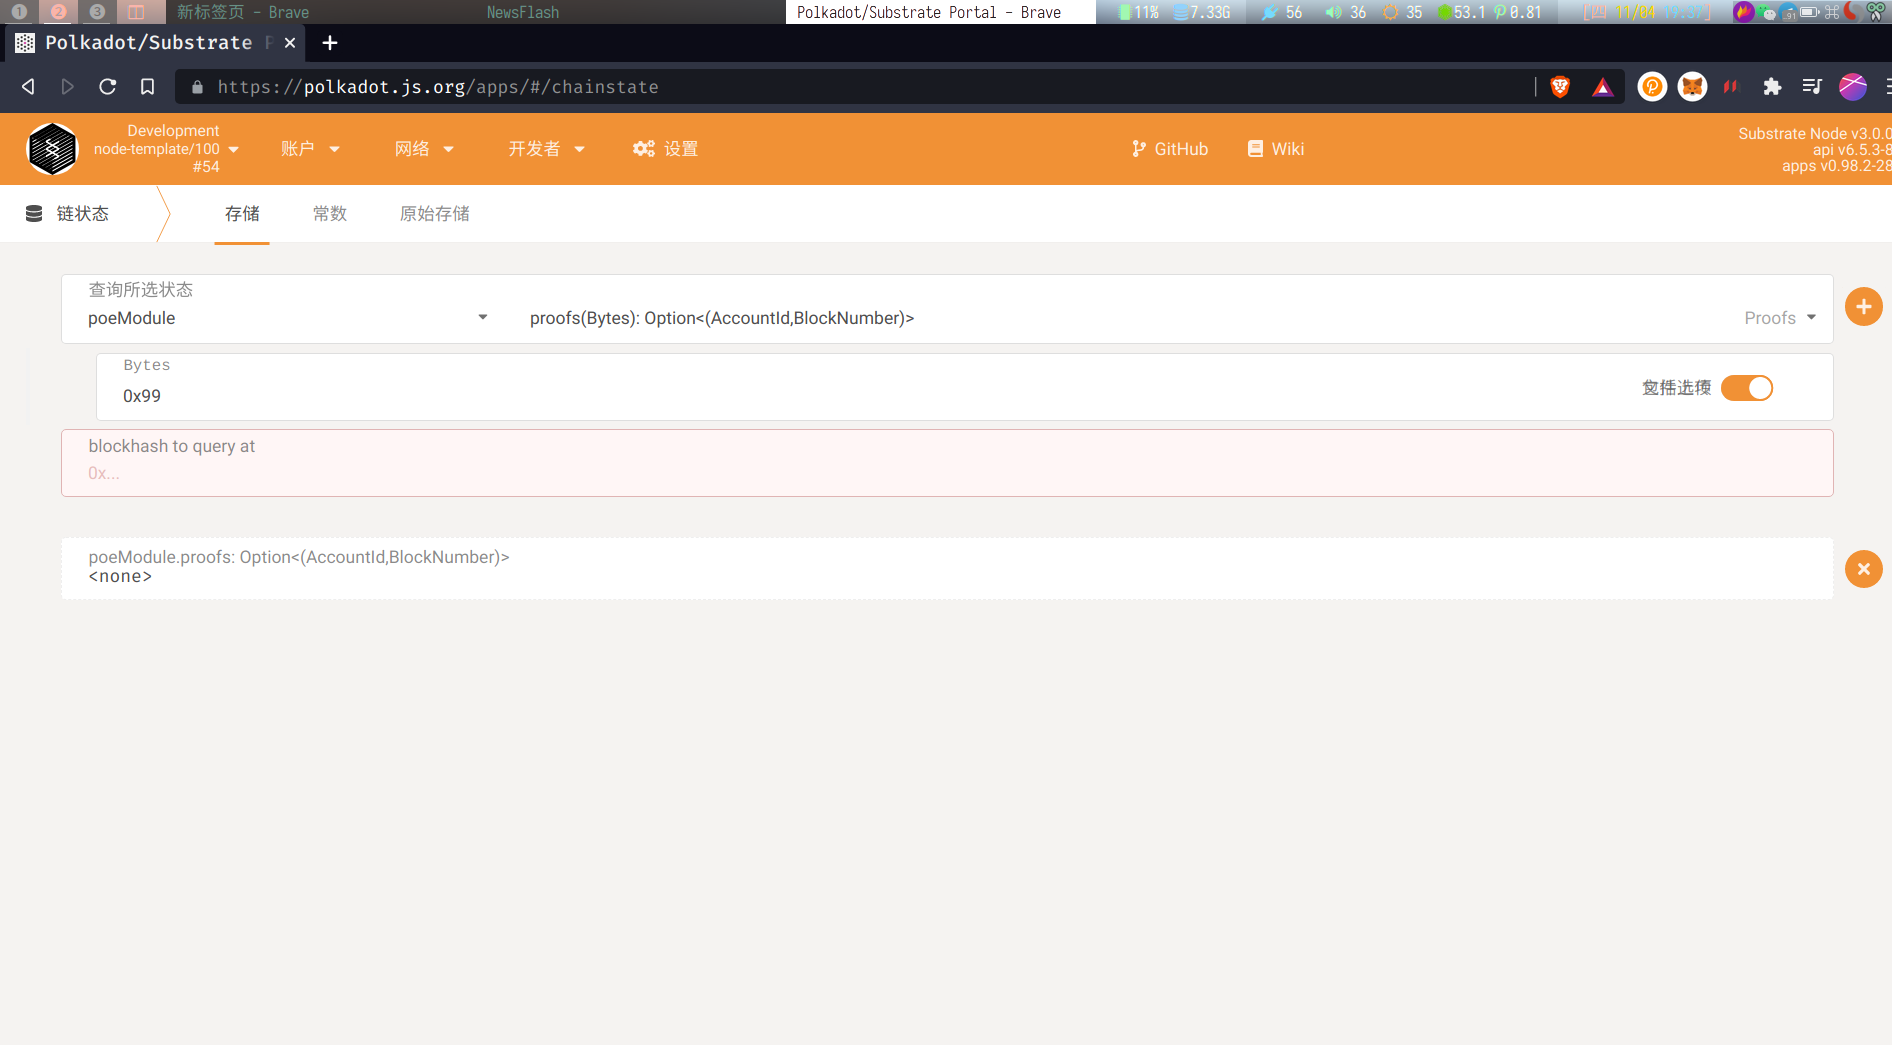 1 2 3 新标签页 - Brave NewsFlash Polkadot/Substrate Portal - Brave 11% 7.33G 56 36 35 53.1 0.81 [四 11/04 19:37]
Polkadot/Substrate P
https://polkadot.js.org/apps/#/chainstate
Development
node-template/100
#54
账户 网络 开发者 设置 GitHub Wiki
Substrate Node v3.0.0
api v6.5.3-8
apps v0.98.2-28
链状态 存储 常数 原始存储
查询所选状态
poeModule proofs(Bytes): Option<(AccountId,BlockNumber)> Proofs
Bytes
0x99
blockhash to query at
0x...
poeModule.proofs: Option<(AccountId,BlockNumber)>
<none>